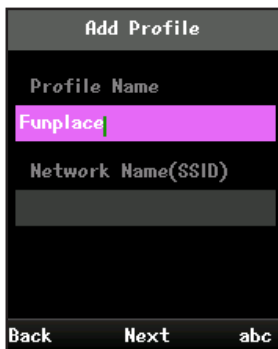 Add Profile
Profile Name
Funplace
Network Name(SSID)
Back Next abc